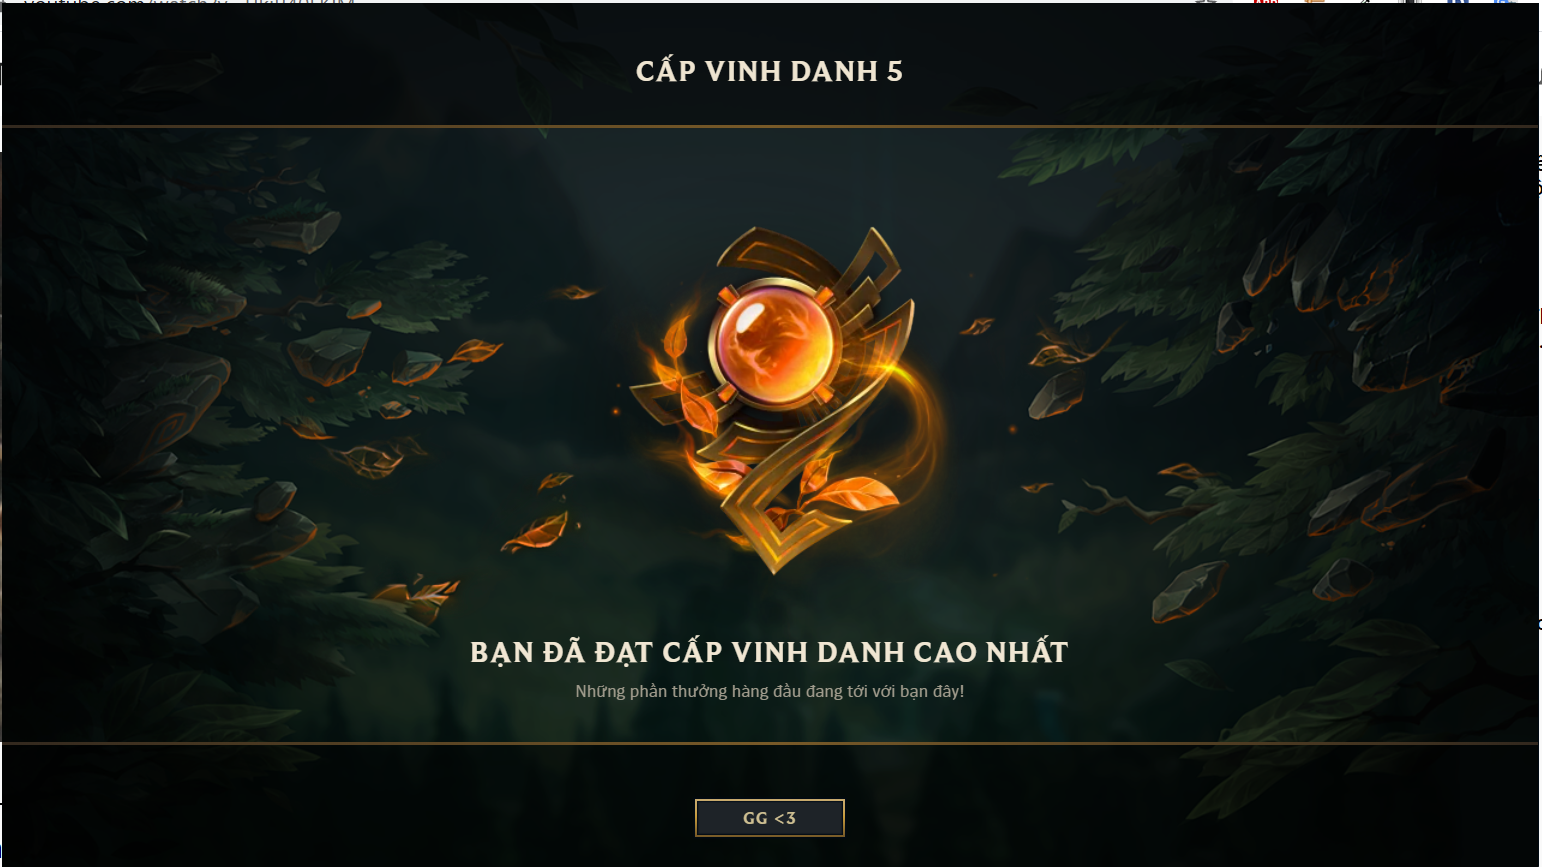 CẤP VINH DANH 5
BẠN ĐÃ ĐẠT CẤP VINH DANH CAO NHẤT
Những phần thưởng hàng đầu đang tới với bạn đây!
GG <3